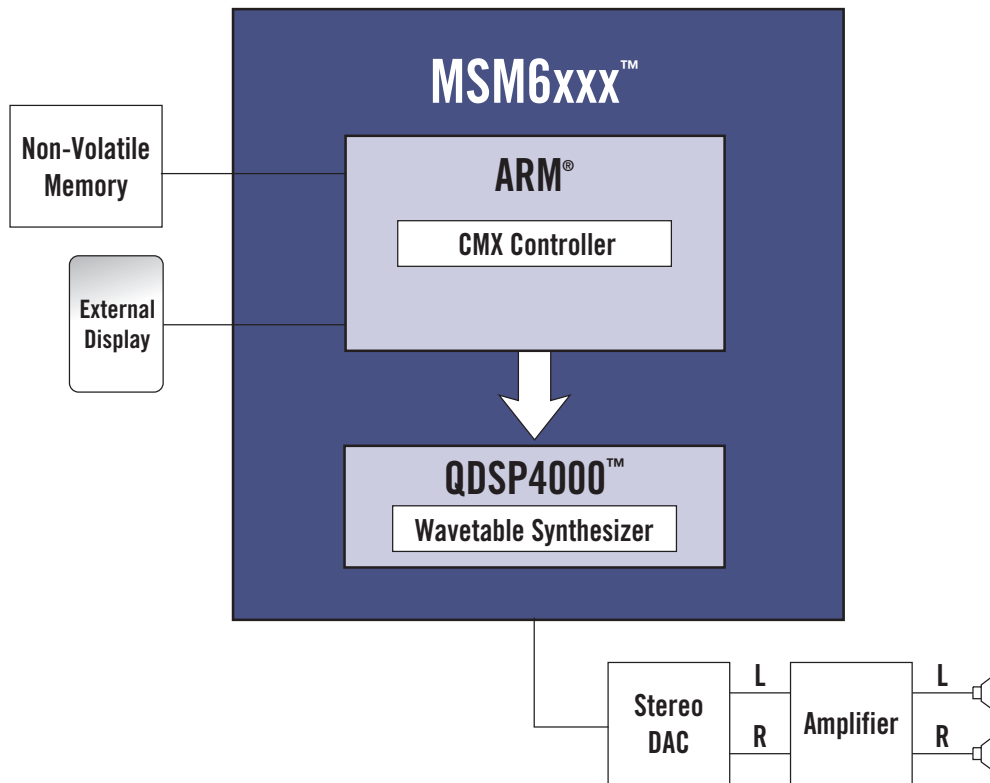 MSM6xxx™
Non-Volatile
Memory
ARM®
CMX Controller
External
Display
QDSP4000™
Wavetable Synthesizer
Stereo
DAC
L
R
Amplifier
L
R